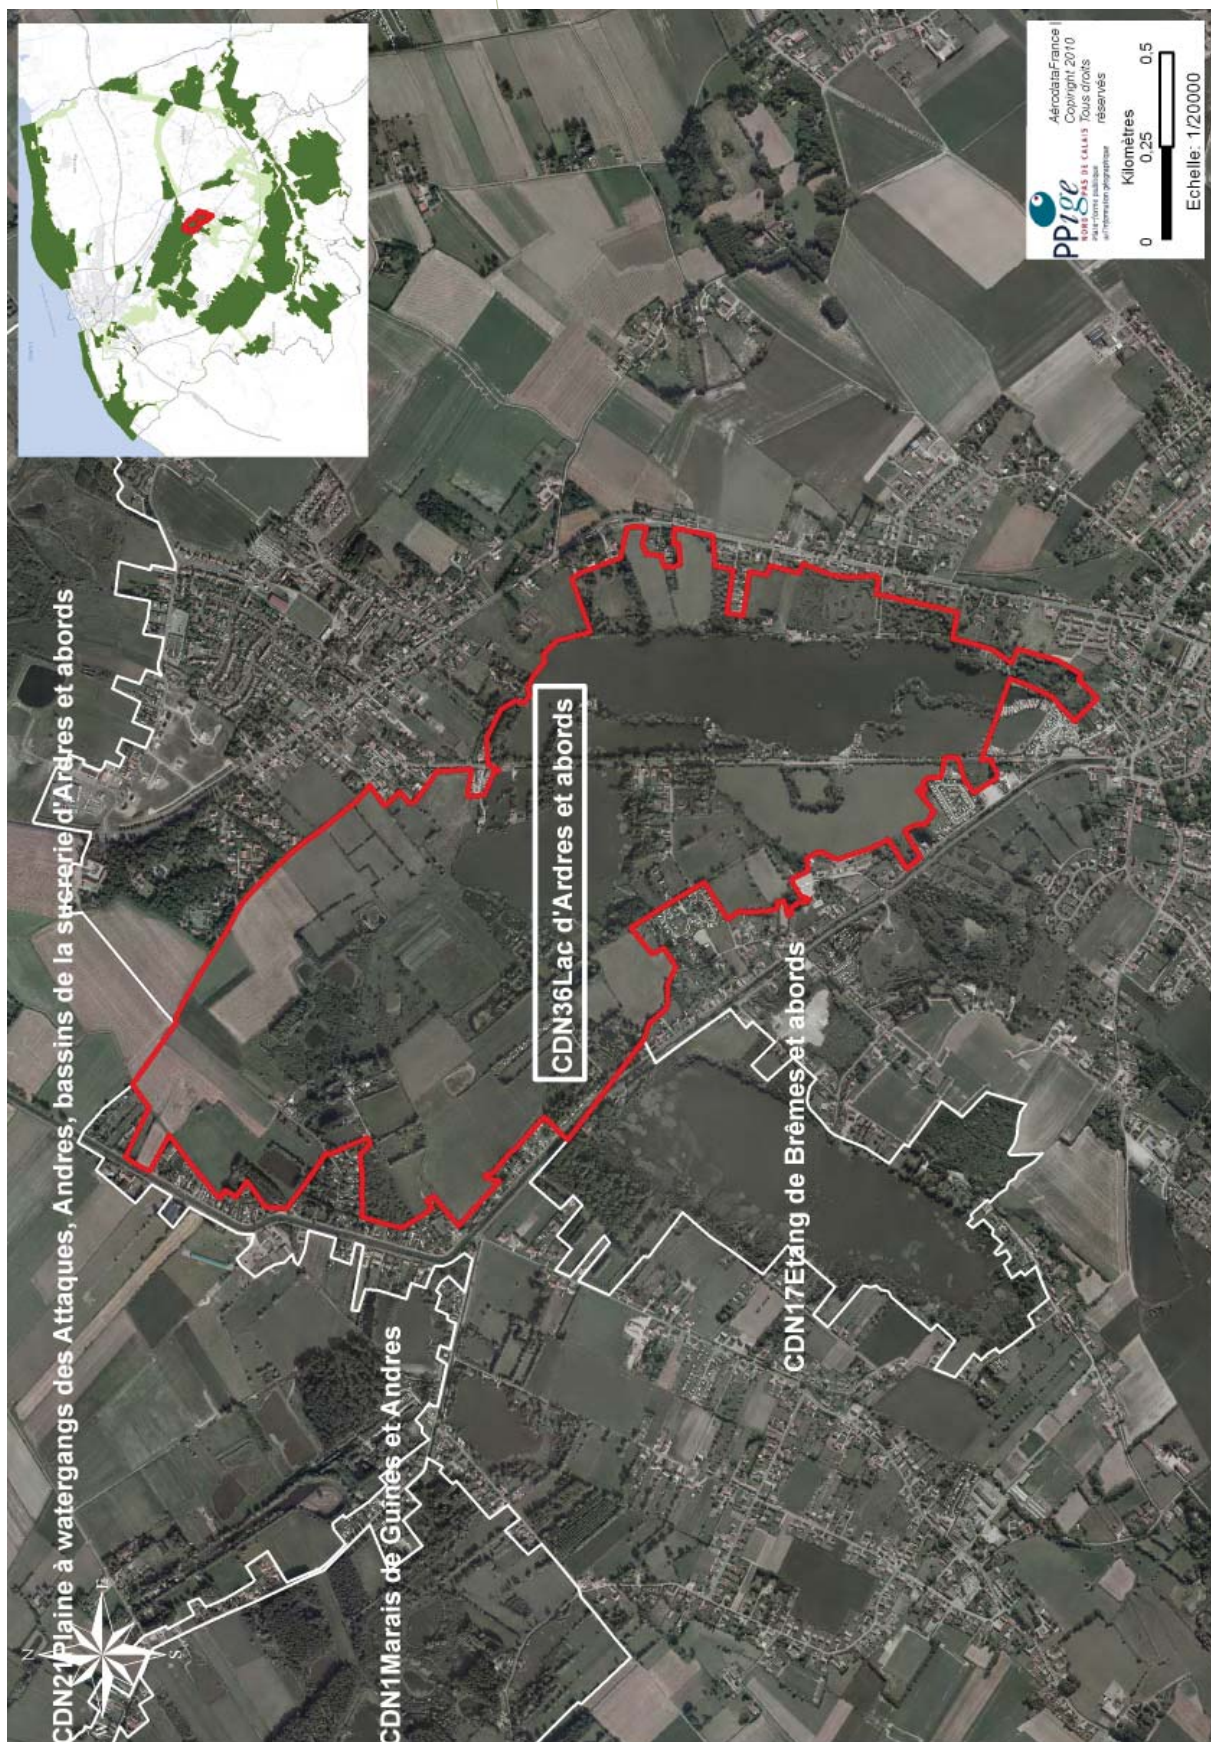 CDN21Plaine à watergangs des Attaques, Andres, bassins de la sucrerie d'Ardres et abords
CDN1Marais de Guînes et Andres
CDN36Lac d'Ardres et abords
CDN17Etang de Brêmes et abords
N
E
S
PPige
NORD PAS DE CALAIS
AérodataFrance |
Copiright 2010
Tous droits
réservés
Kilomètres
0
0,25
0,5
Echelle: 1/20000